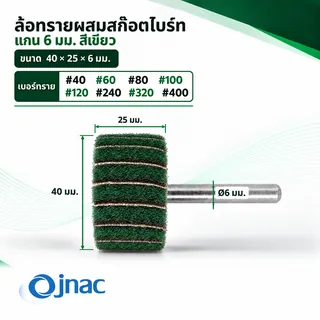 ล้อทรายผสมสก๊อตไบร์ท
แกน 6 มม. สีเขียว
ขนาด 40 × 25 × 6 มม.
เบอร์ทราย #40 #60 #80 #100
#120 #240 #320 #400
25 มม.
40 มม.
Ø6 มม.
jnac